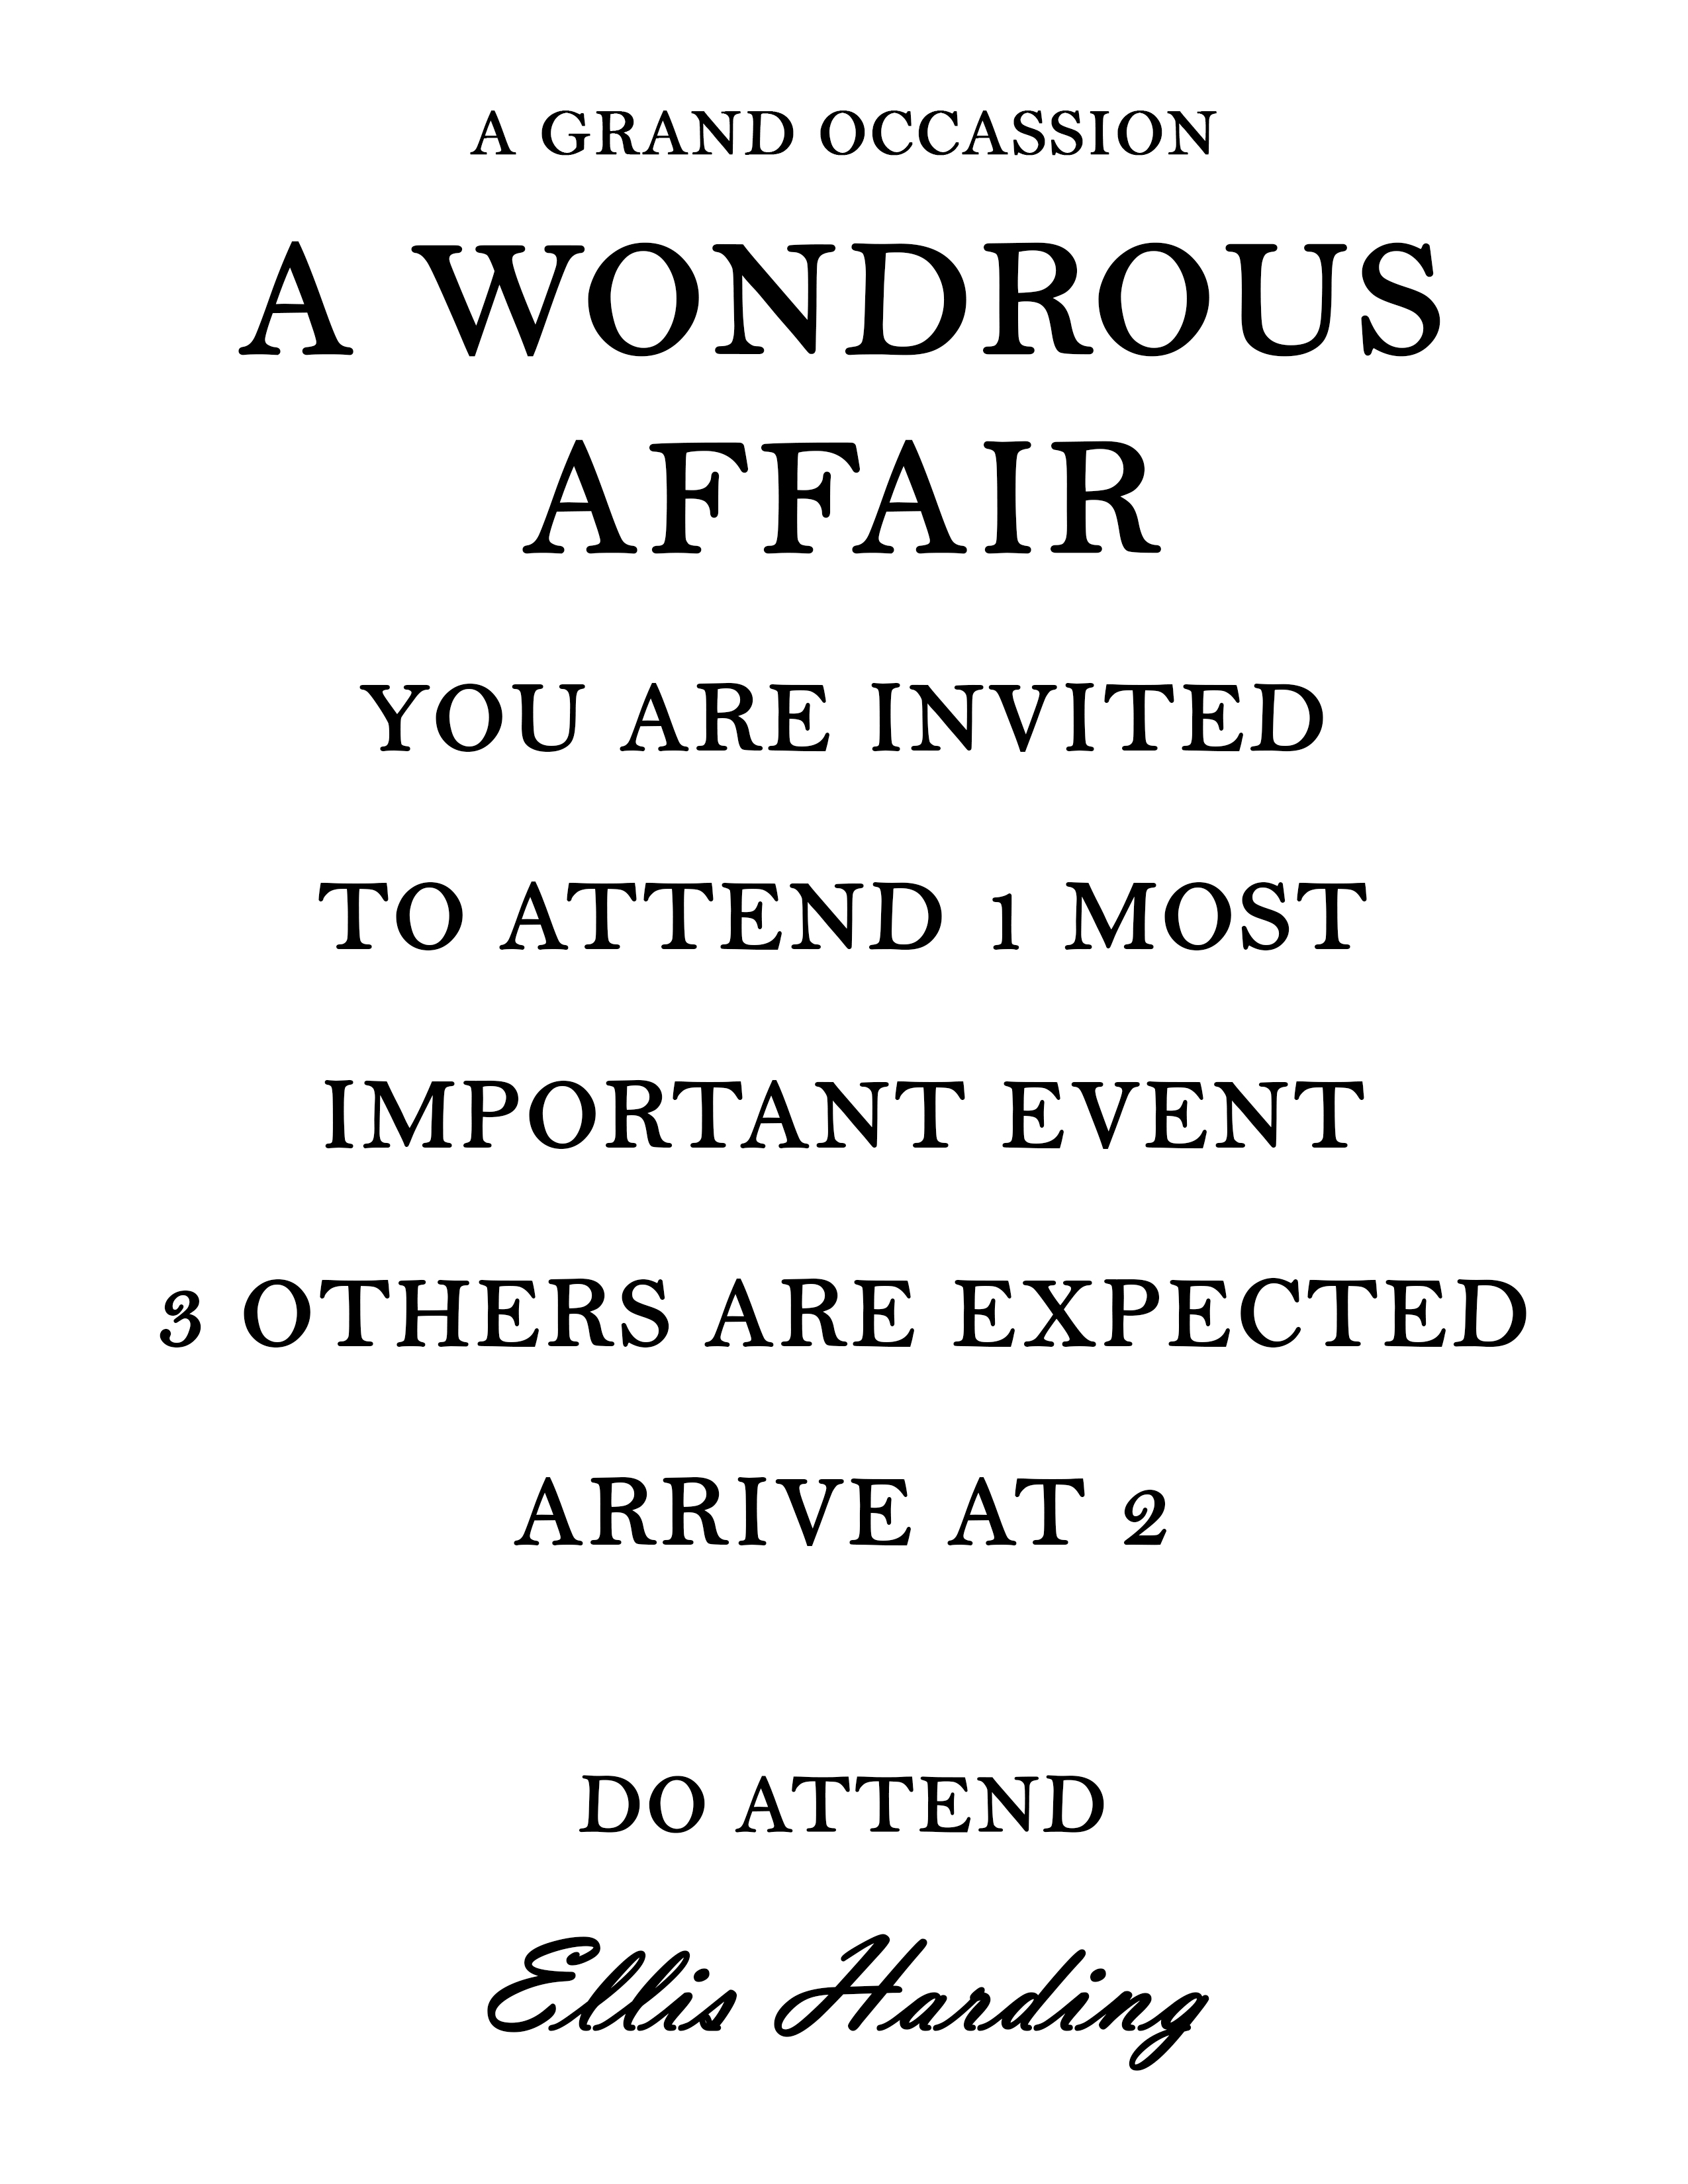 A GRAND OCCASSION
A WONDROUS
AFFAIR
YOU ARE INVITED
TO ATTEND 1 MOST
IMPORTANT EVENT
3 OTHERS ARE EXPECTED
ARRIVE AT 2
DO ATTEND
Ellis Harding